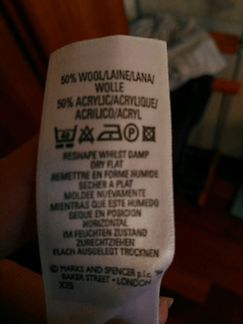 50% WOOL/LAINE/LANA/
WOLLE
50% ACRYLIC/ACRYLIQUE/
ACRILICO/ACRYL
40
P
RESHAPE WHILST DAMP
DRY FLAT
REMETTRE EN FORME HUMIDE
SECHER A PLAT
MOLDEE NUEVAMENTE
MIENTRAS QUE ESTE HUMEDO
SEQUE EN POSICION
HORIZONTAL
IM FEUCHTEN ZUSTAND
ZURECHTZIEHEN
FLACH AUSGELEGT TROCKNEN
© MARKS AND SPENCER p.l.c.
BAKER STREET • LONDON
X25